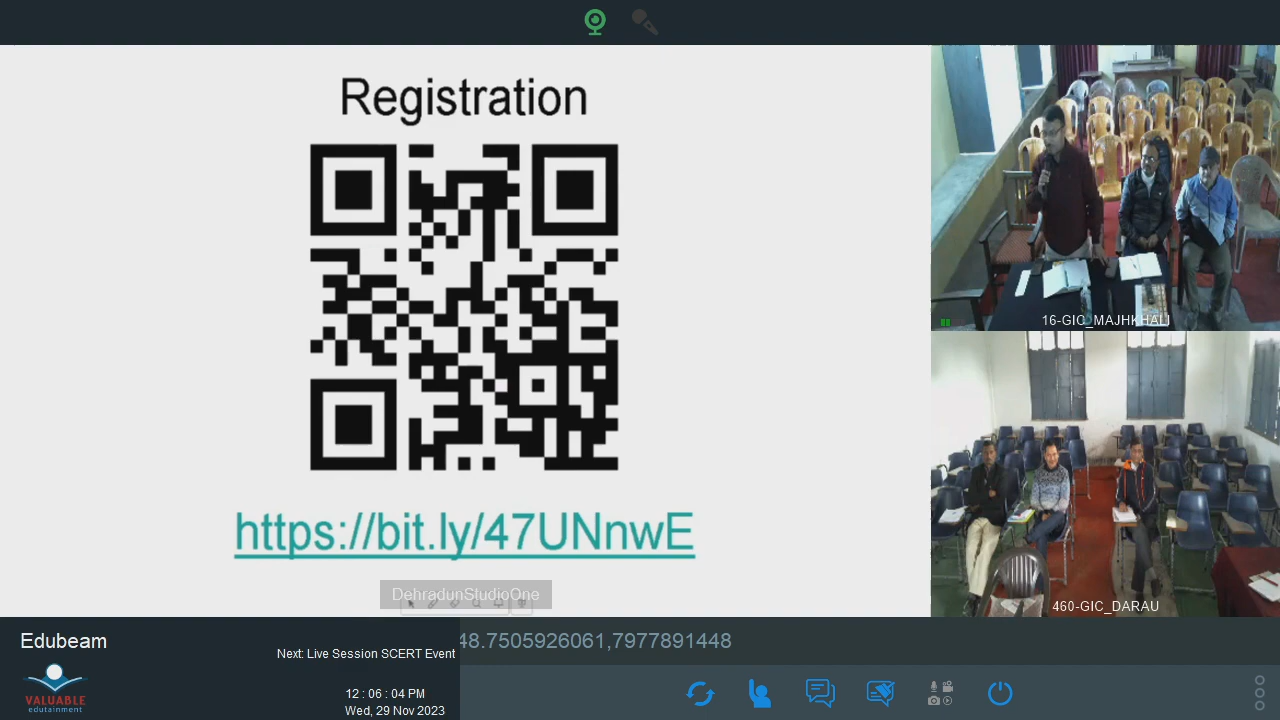 Registration
https://bit.ly/47UNnwE
DehradunStudioOne
16-GIC_MAJHKHALI
460-GIC_DARAU
Edubeam
48.7505926061,7977891448
Next: Live Session SCERT Event
VALUABLE
edutainment
12 : 06 : 04 PM
Wed, 29 Nov 2023